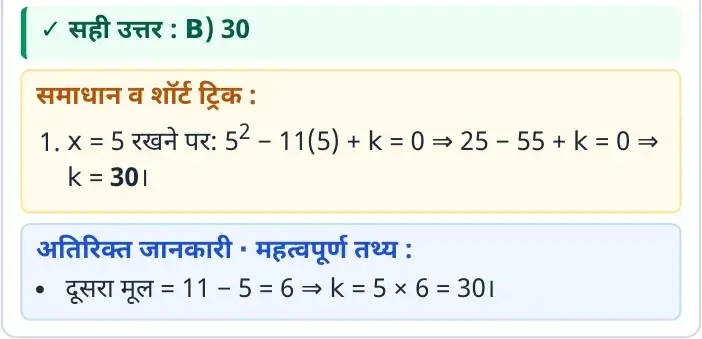 ✓ सही उत्तर : B) 30
समाधान व शॉर्ट ट्रिक :
1. x = 5 रखने पर: 5² − 11(5) + k = 0 ⇒ 25 − 55 + k = 0 ⇒
k = 30।
अतिरिक्त जानकारी · महत्वपूर्ण तथ्य :
• दूसरा मूल = 11 − 5 = 6 ⇒ k = 5 × 6 = 30।